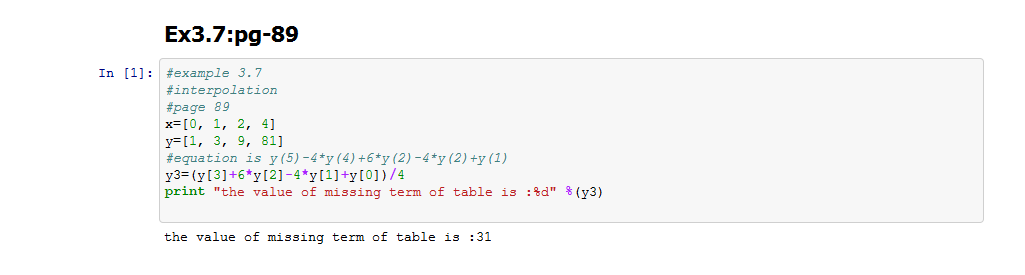 Ex3.7:pg-89
In [1]: #example 3.7
#interpolation
#page 89
x=[0, 1, 2, 4]
y=[1, 3, 9, 81]
#equation is y(5)-4*y(4)+6*y(2)-4*y(2)+y(1)
y3=(y[3]+6*y[2]-4*y[1]+y[0])/4
print "the value of missing term of table is :%d" %(y3)
the value of missing term of table is :31